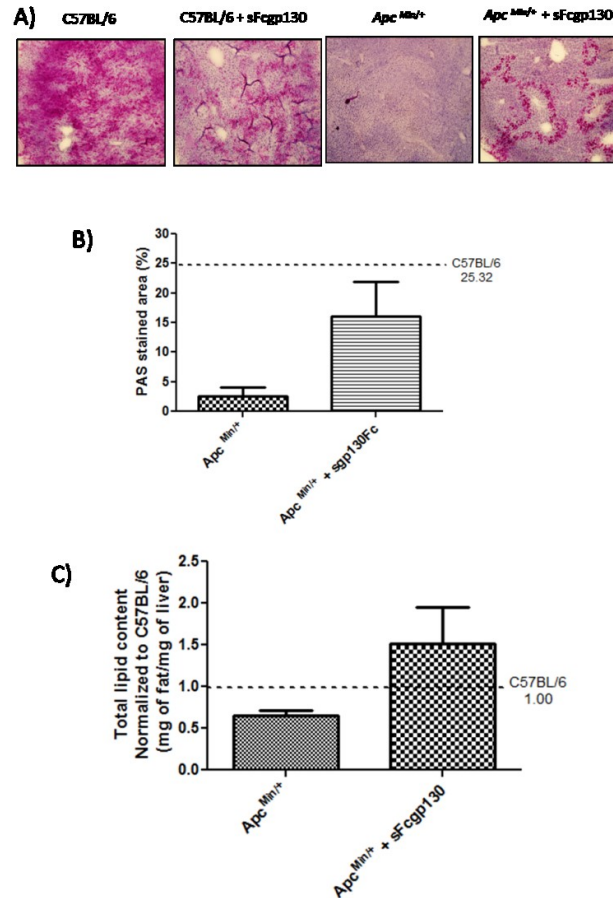 A)
C57BL/6
C57BL/6 + sFcgp130
Apc Min/+
Apc Min/+ + sFcgp130
B)
PAS stained area (%)
30
25
20
15
10
5
0
C57BL/6
25.32
Apc Min/+
Apc Min/+ + sgp130Fc
C)
Total lipid content
Normalized to C57BL/6
(mg of fat/mg of liver)
2.5
2.0
1.5
1.0
0.5
0.0
C57BL/6
1.00
Apc Min/+
Apc Min/+ + sFcgp130